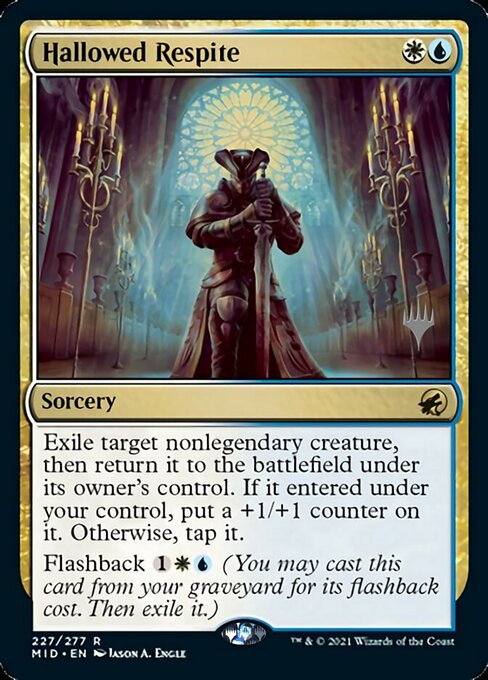 Hallowed Respite
Sorcery
Exile target nonlegendary creature,
then return it to the battlefield under
its owner's control. If it entered under
your control, put a +1/+1 counter on
it. Otherwise, tap it.
Flashback 1 (You may cast this
card from your graveyard for its flashback
cost. Then exile it.)
227/277 R
MID • EN Jason A. Engle
™ & © 2021 Wizards of the Coast